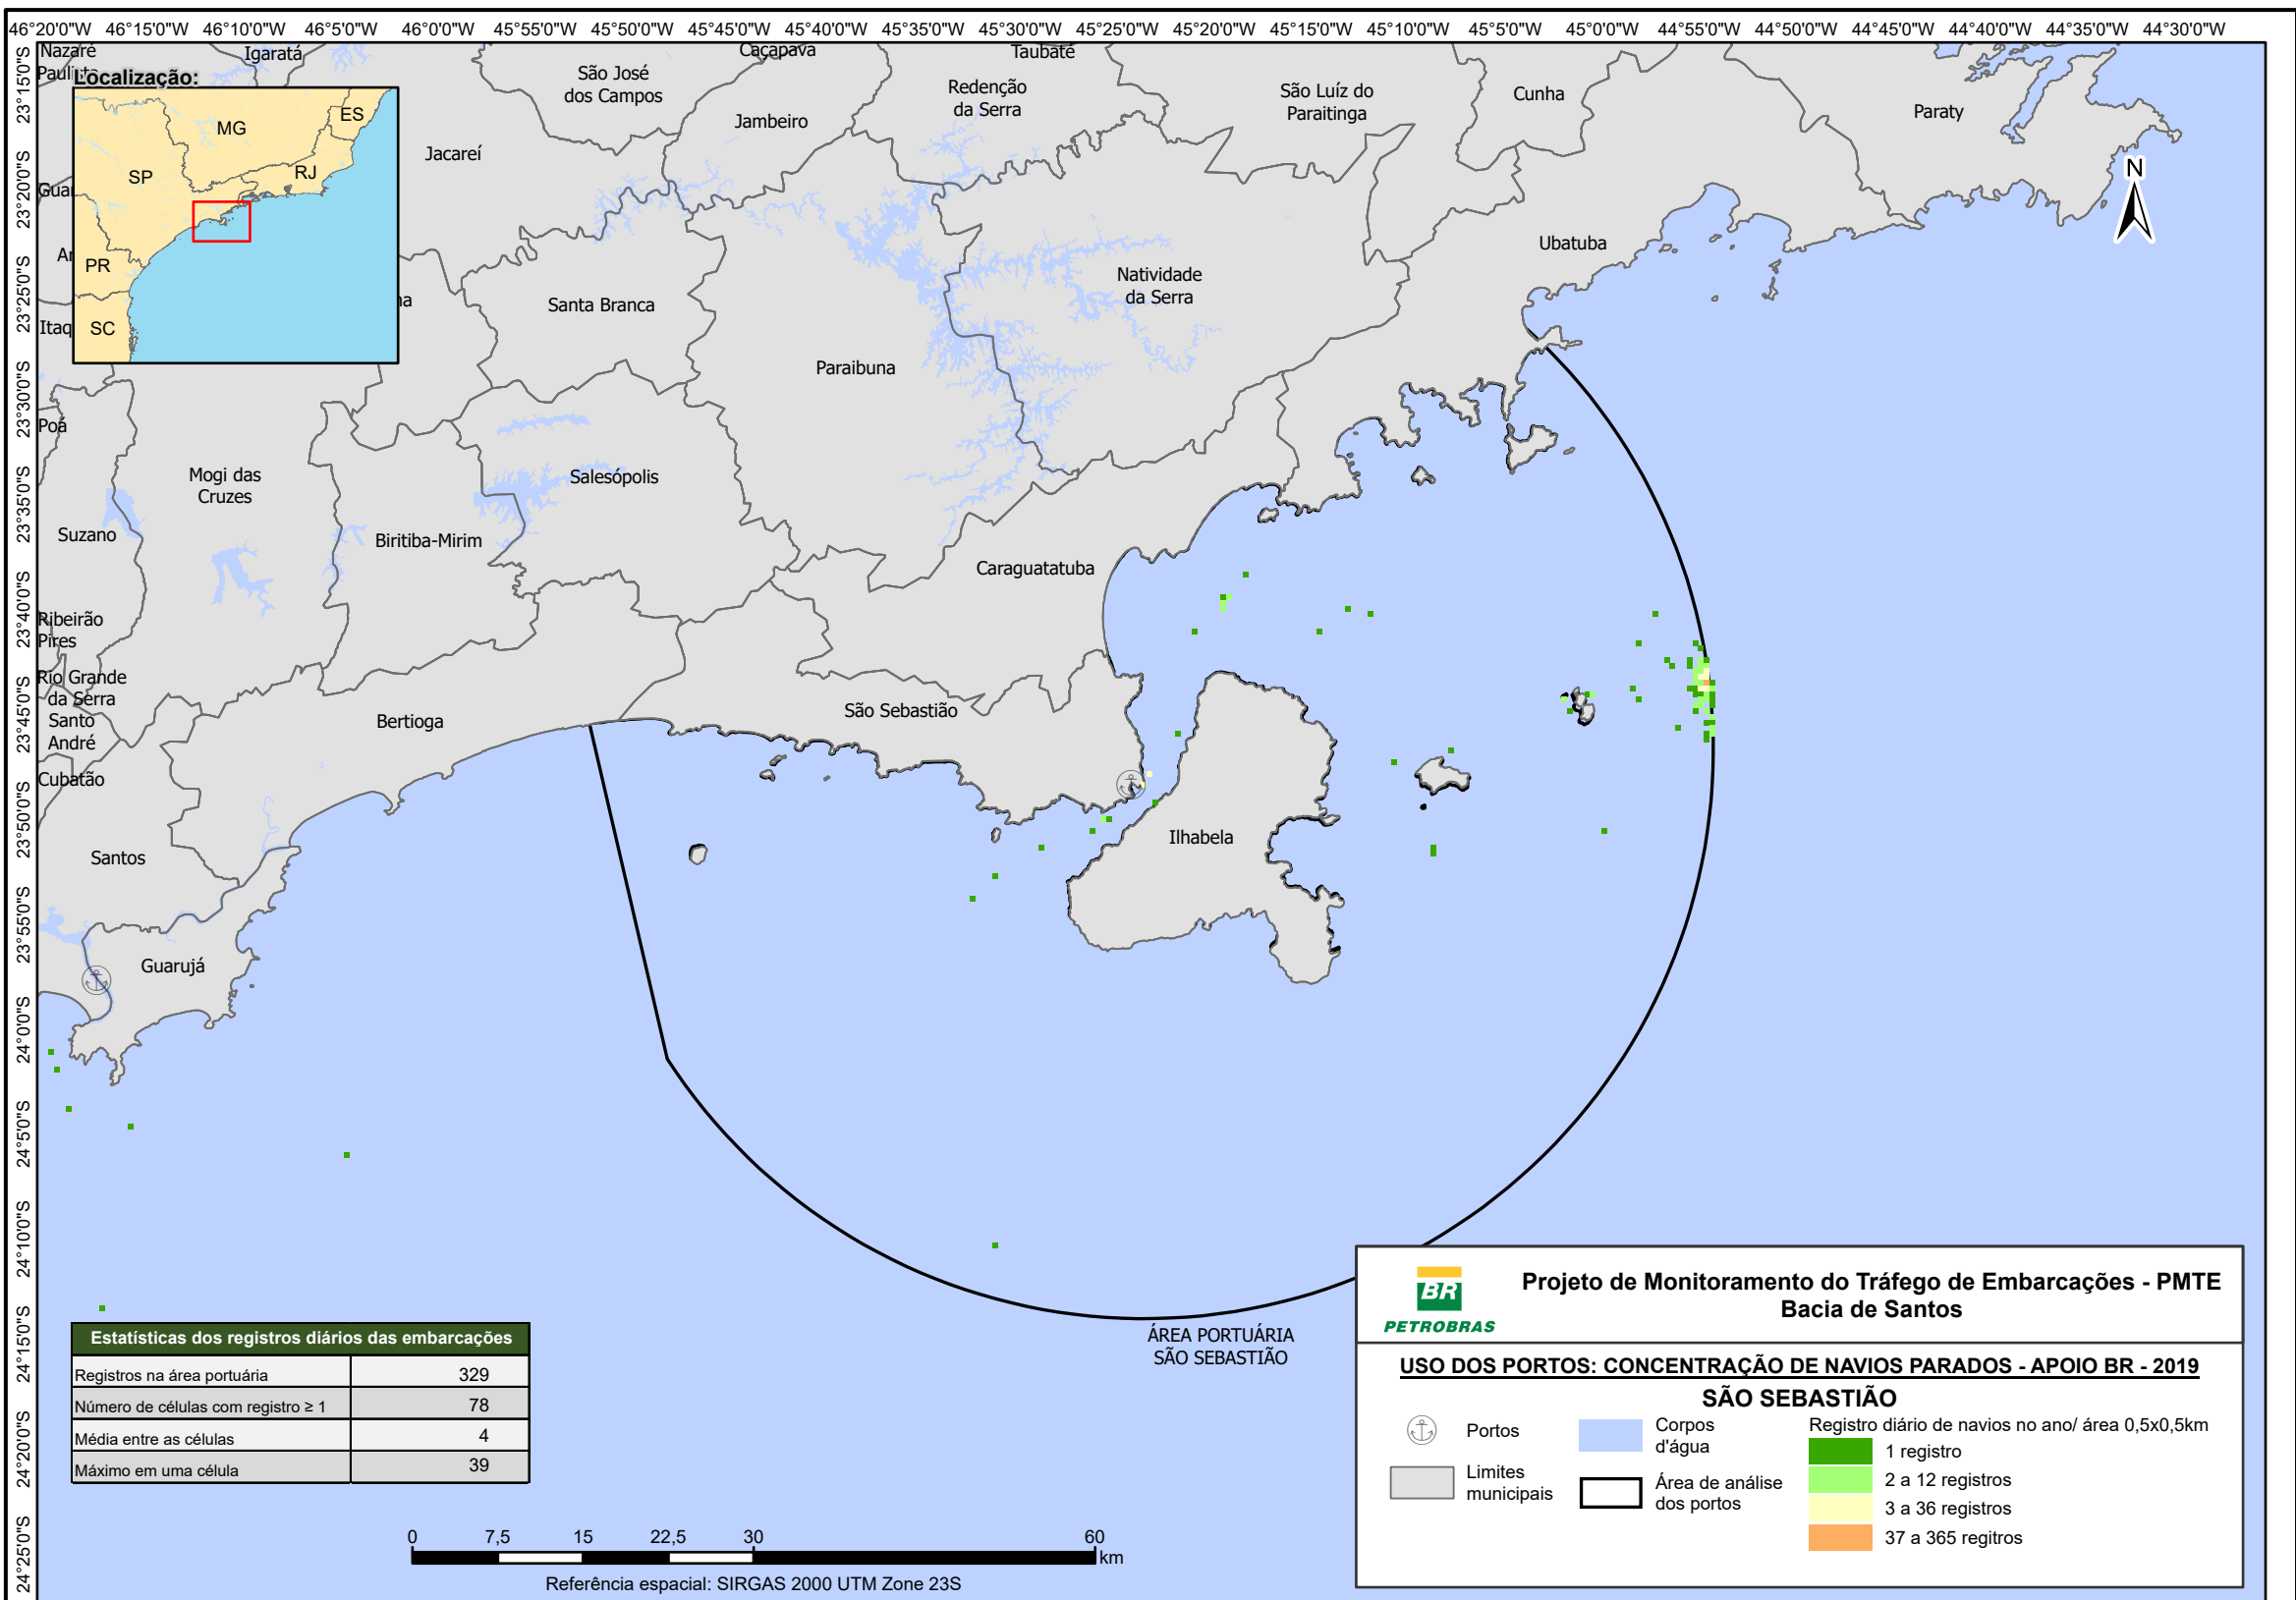 46°20'0"W 46°15'0"W 46°10'0"W 46°5'0"W 46°0'0"W 45°55'0"W 45°50'0"W 45°45'0"W 45°40'0"W 45°35'0"W 45°30'0"W 45°25'0"W 45°20'0"W 45°15'0"W 45°10'0"W 45°5'0"W 45°0'0"W 44°55'0"W 44°50'0"W 44°45'0"W 44°40'0"W 44°35'0"W 44°30'0"W
23°15'0"S
23°20'0"S
23°25'0"S
23°30'0"S
23°35'0"S
23°40'0"S
23°45'0"S
23°50'0"S
23°55'0"S
24°0'0"S
24°5'0"S
24°10'0"S
24°15'0"S
24°20'0"S
24°25'0"S
Nazaré
Igaratá
Localização:
MG
ES
SP
RJ
PR
SC
São José
dos Campos
Caçapava
Taubaté
Jambeiro
Jacareí
Redenção
da Serra
São Luíz do
Paraitinga
Cunha
Paraty
N
Ubatuba
Natividade
da Serra
Santa Branca
Paraibuna
Poá
Mogi das
Cruzes
Salesópolis
Suzano
Biritiba-Mirim
Caraguatatuba
Ribeirão
Pires
Rio Grande
da Serra
Santo
André
Cubatão
Bertioga
São Sebastião
Ilhabela
Santos
Guarujá
ÁREA PORTUÁRIA
SÃO SEBASTIÃO
Estatísticas dos registros diários das embarcações
Registros na área portuária 329
Número de células com registro ≥ 1 78
Média entre as células 4
Máximo em uma célula 39
0 7,5 15 22,5 30 60
km
Referência espacial: SIRGAS 2000 UTM Zone 23S
BR
PETROBRAS
Projeto de Monitoramento do Tráfego de Embarcações - PMTE
Bacia de Santos
USO DOS PORTOS: CONCENTRAÇÃO DE NAVIOS PARADOS - APOIO BR - 2019
SÃO SEBASTIÃO
Portos
Limites
municipais
Corpos
d'água
Área de análise
dos portos
Registro diário de navios no ano/ área 0,5x0,5km
1 registro
2 a 12 registros
3 a 36 registros
37 a 365 regitros